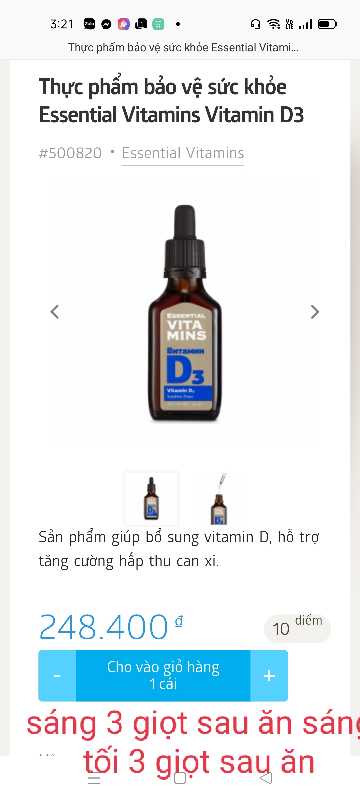 3:21
Thực phẩm bảo vệ sức khỏe Essential Vitami...
Thực phẩm bảo vệ sức khỏe
Essential Vitamins Vitamin D3
#500820 • Essential Vitamins
ESSENTIAL
VITA
MINS
Витамин
D3
Vitamin D3
Sản phẩm giúp bổ sung vitamin D, hỗ trợ
tăng cường hấp thu can xi.
248.400 ₫
10 điểm
- Cho vào giỏ hàng +
1 cái
sáng 3 giọt sau ăn sáng
tối 3 giọt sau ăn